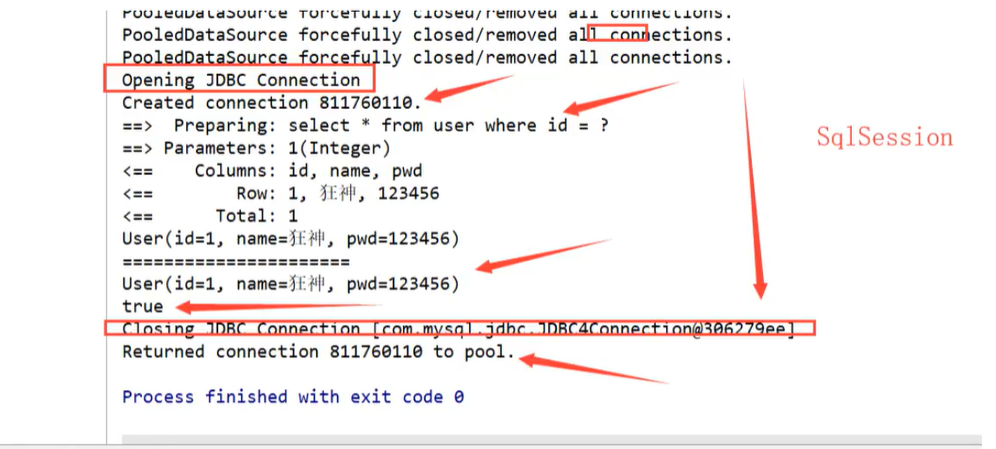 PooledDataSource forcefully closed/removed all connections.
PooledDataSource forcefully closed/removed all connections.
PooledDataSource forcefully closed/removed all connections.
Opening JDBC Connection
Created connection 811760110.
==>  Preparing: select * from user where id = ?
==> Parameters: 1(Integer)
<==    Columns: id, name, pwd
<==        Row: 1, 狂神, 123456
<==      Total: 1
User(id=1, name=狂神, pwd=123456)
======================
User(id=1, name=狂神, pwd=123456)
true
Closing JDBC Connection [com.mysql.jdbc.JDBC4Connection@306279ee]
Returned connection 811760110 to pool.
Process finished with exit code 0
SqlSession